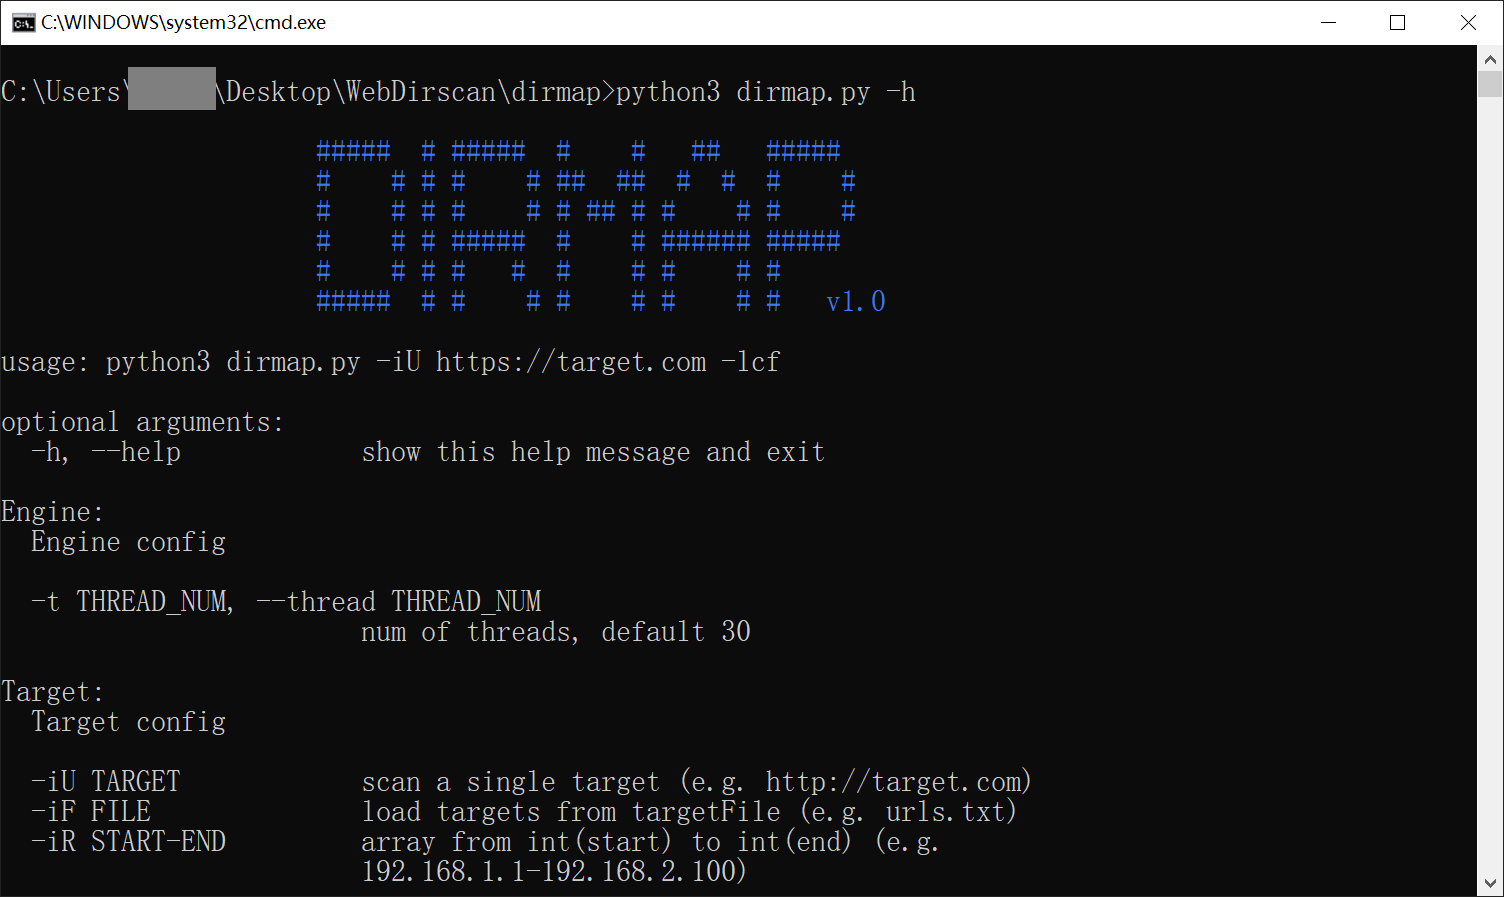 C:\WINDOWS\system32\cmd.exe
C:\Users\ \Desktop\WebDirscan\dirmap>python3 dirmap.py -h
                     #####  # #####  #    #   ##   #####
                     #    # # #    # ##  ##  #  #  #    #
                     #    # # #    # # ## # #    # #    #
                     #    # # #####  #    # ###### #####
                     #    # # #   #  #    # #    # #
                     #####  # #    # #    # #    # #   v1.0
usage: python3 dirmap.py -iU https://target.com -lcf
optional arguments:
  -h, --help            show this help message and exit
Engine:
  Engine config
  -t THREAD_NUM, --thread THREAD_NUM
                        num of threads, default 30
Target:
  Target config
  -iU TARGET            scan a single target (e.g. http://target.com)
  -iF FILE              load targets from targetFile (e.g. urls.txt)
  -iR START-END         array from int(start) to int(end) (e.g.
                        192.168.1.1-192.168.2.100)